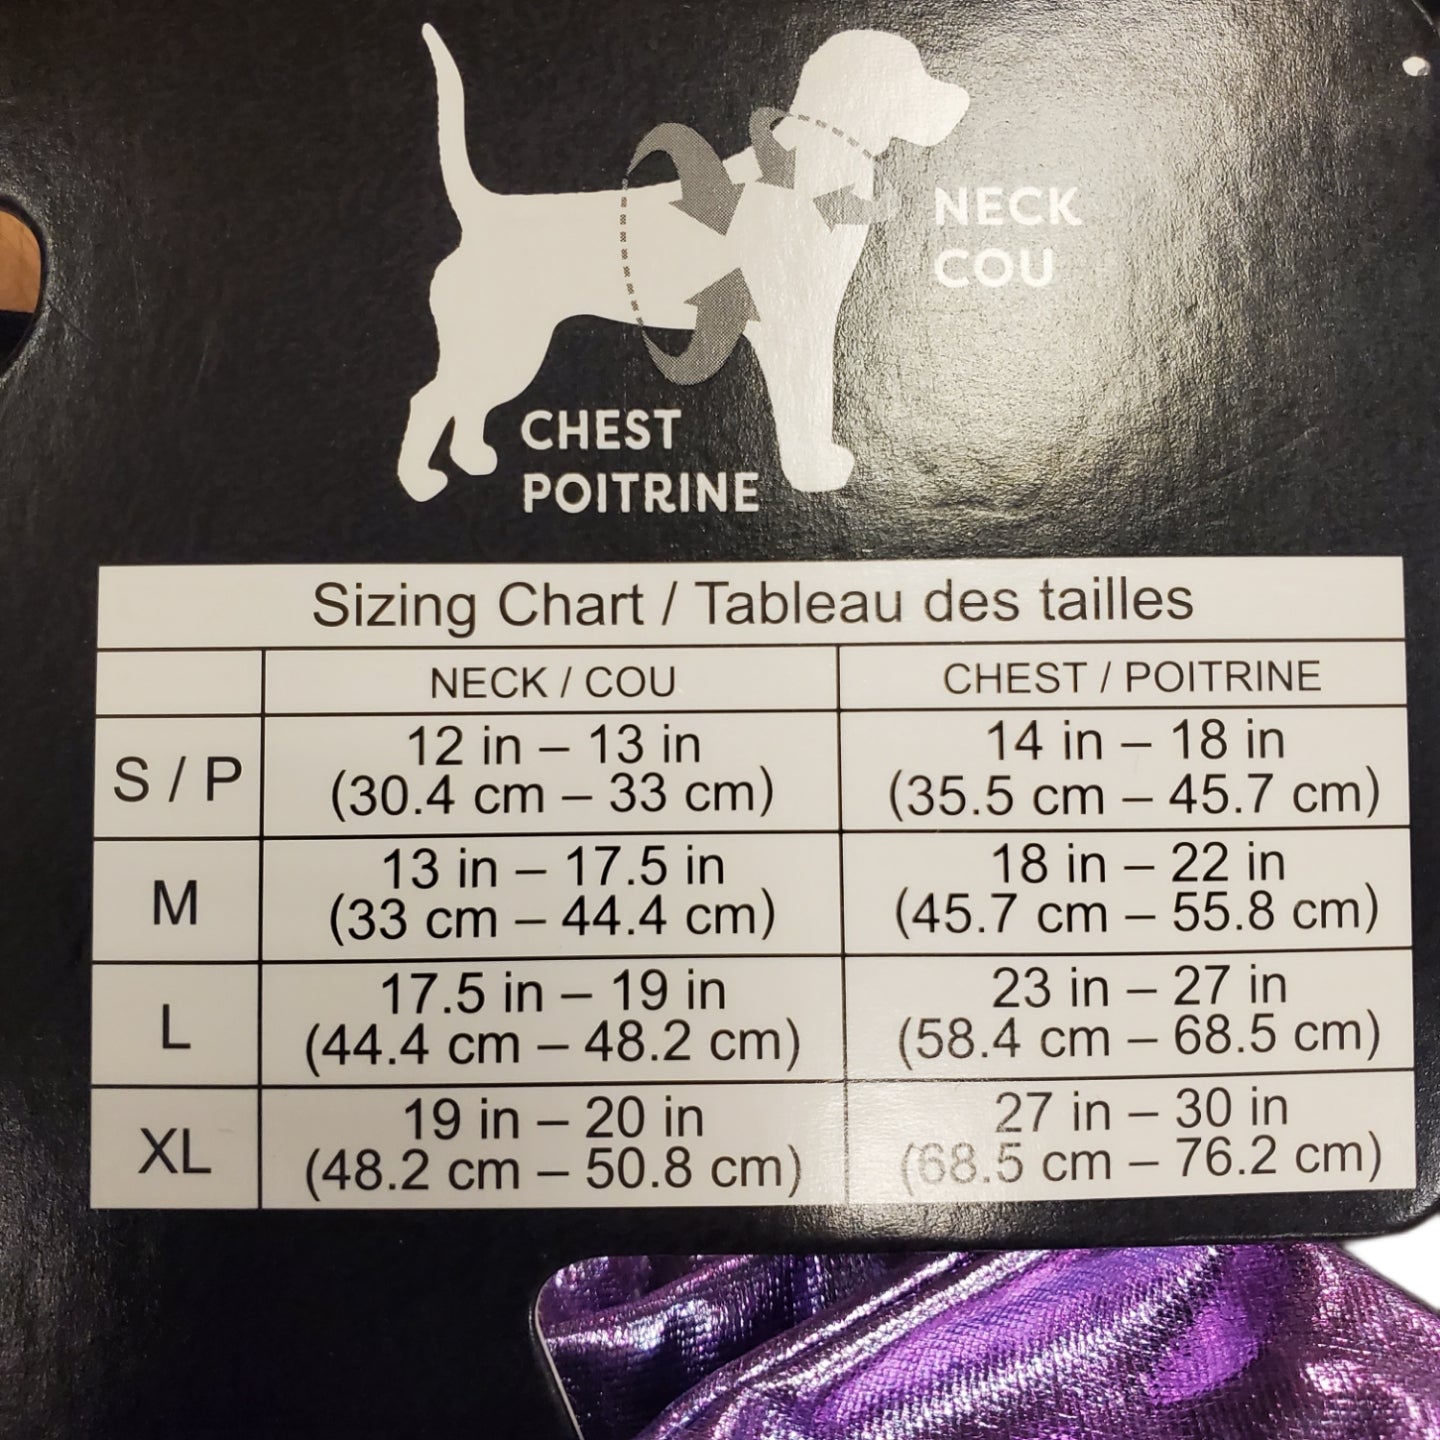 NECK
COU
CHEST
POITRINE
Sizing Chart / Tableau des tailles
NECK / COU CHEST / POITRINE
S / P 12 in – 13 in 14 in – 18 in
(30.4 cm – 33 cm) (35.5 cm – 45.7 cm)
M 13 in – 17.5 in 18 in – 22 in
(33 cm – 44.4 cm) (45.7 cm – 55.8 cm)
L 17.5 in – 19 in 23 in – 27 in
(44.4 cm – 48.2 cm) (58.4 cm – 68.5 cm)
XL 19 in – 20 in 27 in – 30 in
(48.2 cm – 50.8 cm) (68.5 cm – 76.2 cm)